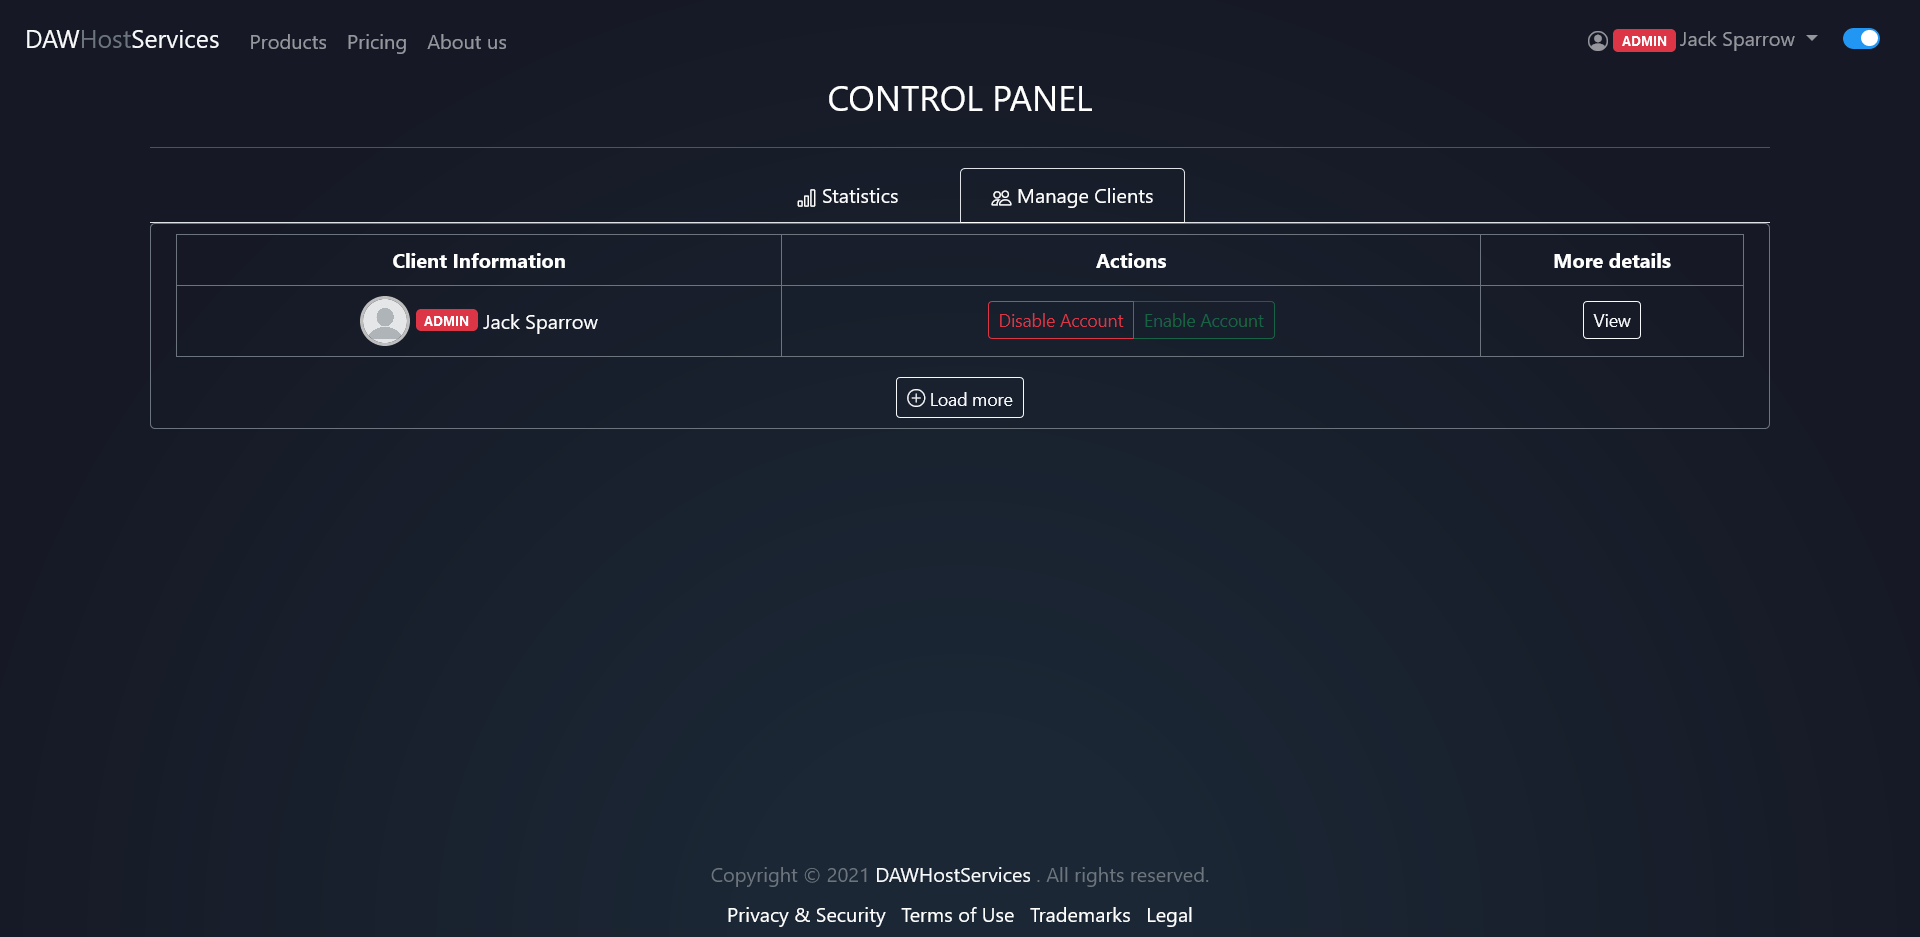 DAWHostServices Products Pricing About us ADMIN Jack Sparrow
CONTROL PANEL
Statistics Manage Clients
Client Information Actions More details
ADMIN Jack Sparrow Disable Account Enable Account View
Load more
Copyright © 2021 DAWHostServices . All rights reserved.
Privacy & Security Terms of Use Trademarks Legal